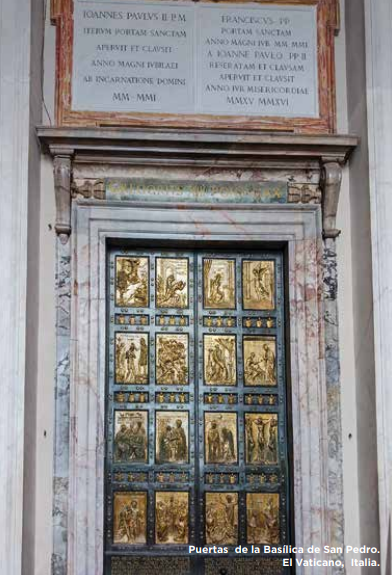 IOANNES PAVLVS II P.M.
ITERVM PORTAM SANCTAM
APERVIT ET CLAVSIT
ANNO MAGNI IVBILAEI
AB INCARNATIONE DOMINI
MM-MMI
FRANCISCVS PP
PORTAM SANCTAM
ANNO MAGNI IVB MM MMI
A IOANNE PAVLO PP II
RESERATAM ET CLAVSAM
APERVIT ET CLAVSIT
ANNO IVB MISERICORDIAE
MMXV MMXVI
Puertas de la Basílica de San Pedro.
El Vaticano, Italia.